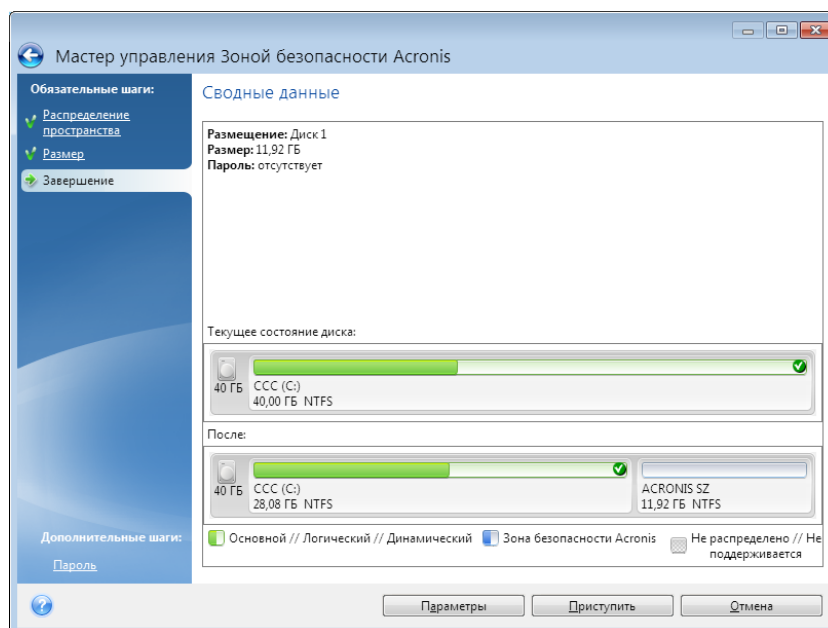 Мастер управления Зоной безопасности Acronis
Обязательные шаги:
Распределение
пространства
Размер
Завершение
Сводные данные
Размещение: Диск 1
Размер: 11,92 ГБ
Пароль: отсутствует
Текущее состояние диска:
40 ГБ
CCC (C:)
40,00 ГБ NTFS
После:
40 ГБ
CCC (C:)
28,08 ГБ NTFS
ACRONIS SZ
11,92 ГБ NTFS
Основной // Логический // Динамический
Зона безопасности Acronis
Не распределено // Не
поддерживается
Дополнительные шаги:
Пароль
Параметры
Приступить
Отмена